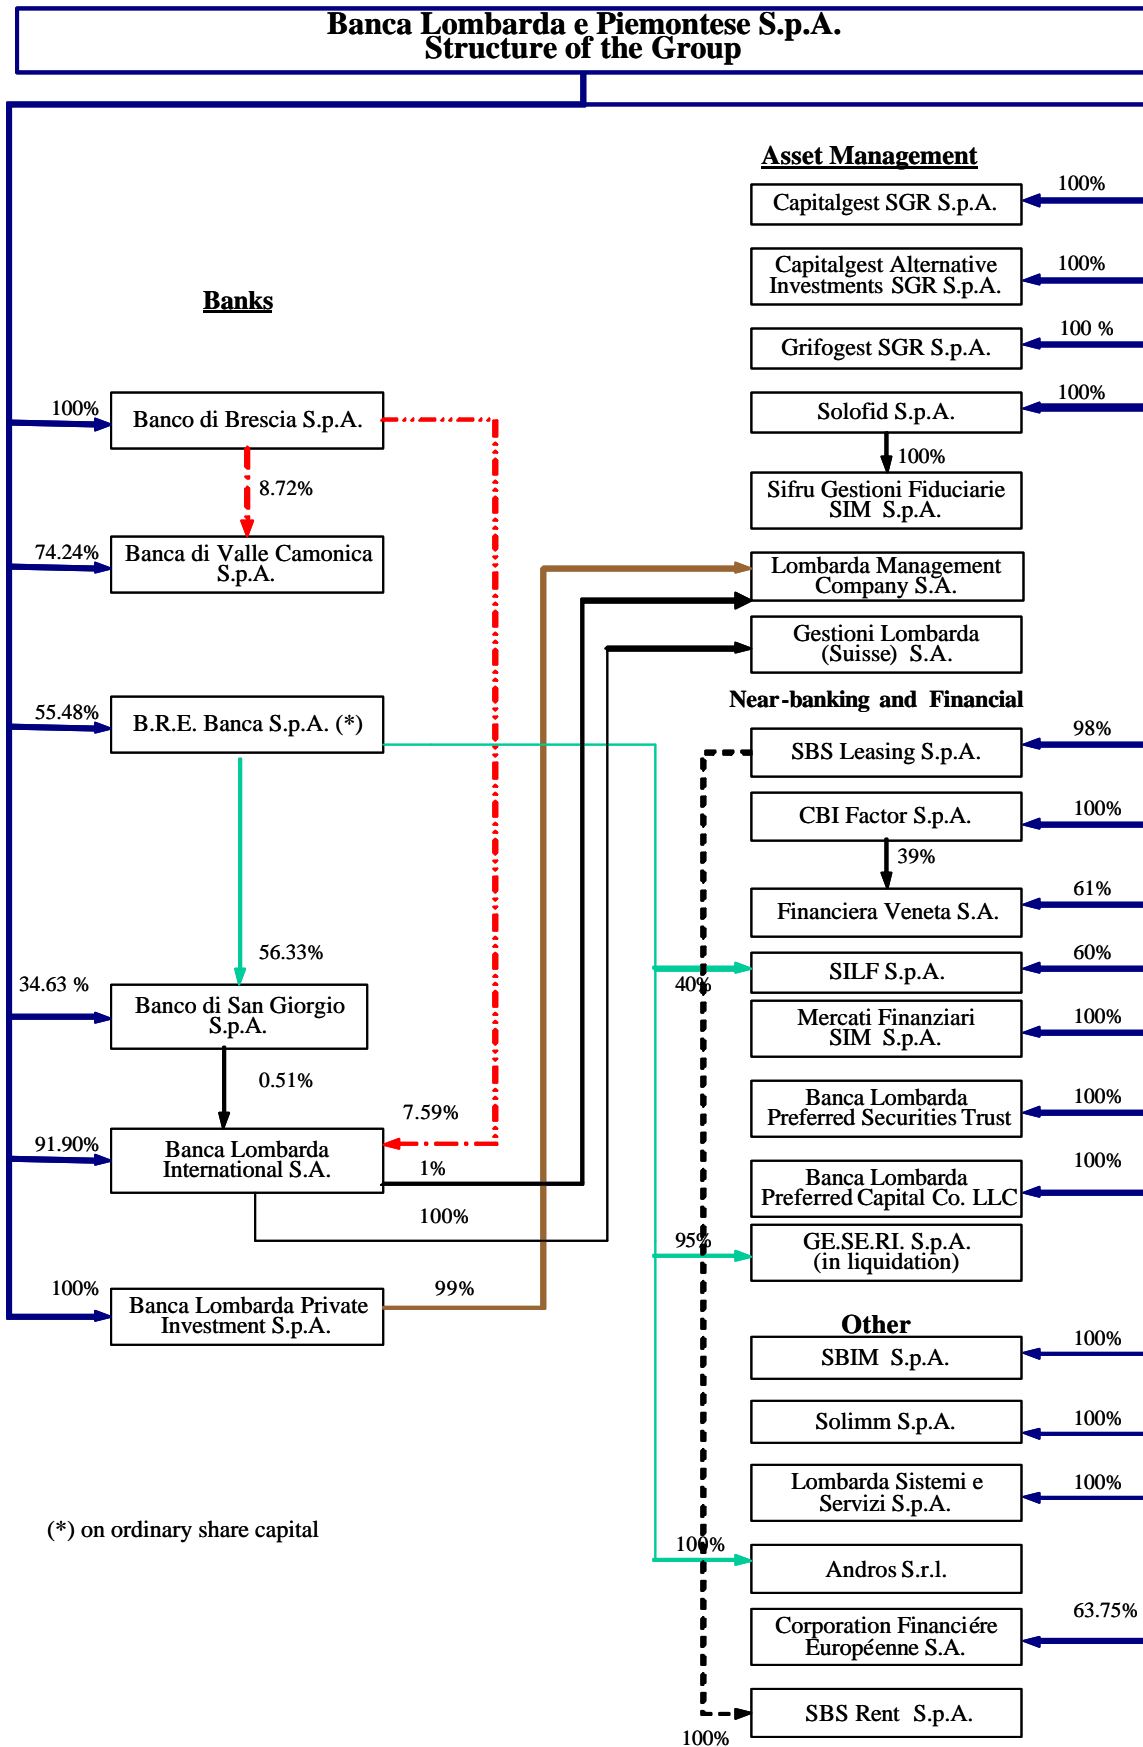 Banca Lombarda e Piemontese S.p.A.
Structure of the Group
Banks
100%
Banco di Brescia S.p.A.
8.72%
74.24%
Banca di Valle Camonica
S.p.A.
55.48%
B.R.E. Banca S.p.A. (*)
56.33%
34.63 %
Banco di San Giorgio
S.p.A.
0.51%
7.59%
91.90%
Banca Lombarda
International S.A.
1%
100%
100%
Banca Lombarda Private
Investment S.p.A.
99%
(*) on ordinary share capital
Asset Management
Capitalgest SGR S.p.A.
100%
Capitalgest Alternative
Investments SGR S.p.A.
100%
Grifogest SGR S.p.A.
100 %
Solofid S.p.A.
100%
100%
Sifru Gestioni Fiduciarie
SIM S.p.A.
Lombarda Management
Company S.A.
Gestioni Lombarda
(Suisse) S.A.
Near-banking and Financial
SBS Leasing S.p.A.
98%
CBI Factor S.p.A.
100%
39%
Financiera Veneta S.A.
61%
SILF S.p.A.
60%
40%
Mercati Finanziari
SIM S.p.A.
100%
Banca Lombarda
Preferred Securities Trust
100%
Banca Lombarda
Preferred Capital Co. LLC
100%
95%
GE.SE.RI. S.p.A.
(in liquidation)
Other
SBIM S.p.A.
100%
Solimm S.p.A.
100%
Lombarda Sistemi e
Servizi S.p.A.
100%
100%
Andros S.r.l.
Corporation Financiére
Européenne S.A.
63.75%
SBS Rent S.p.A.
100%